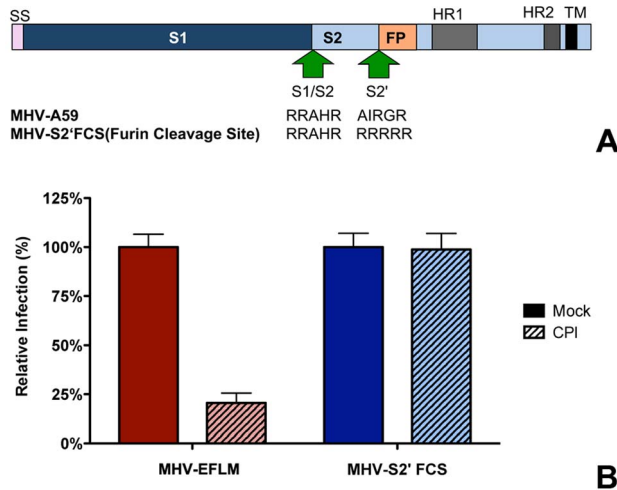 SS S1 S2 FP HR1 HR2 TM
S1/S2 S2'
MHV-A59 RRAHR AIRGR
MHV-S2'FCS(Furin Cleavage Site) RRAHR RRRRR
A
Relative Infection (%)
125%
100%
75%
50%
25%
0%
MHV-EFLM MHV-S2' FCS
Mock
CPI
B